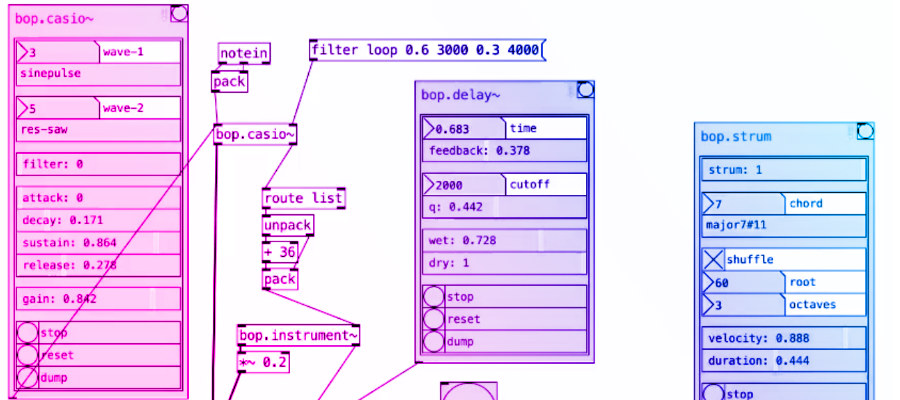 bop.casio~
3 wave-1
sinepulse
5 wave-2
res-saw
filter: 0
attack: 0
decay: 0.171
sustain: 0.864
release: 0.278
gain: 0.842
stop
reset
dump
notein
pack
filter loop 0.6 3000 0.3 4000
bop.casio~
route list
unpack
+ 36
pack
bop.instrument~
*~ 0.2
bop.delay~
0.683 time
feedback: 0.378
2000 cutoff
q: 0.442
wet: 0.728
dry: 1
stop
reset
dump
bop.strum
strum: 1
7 chord
major7#11
shuffle
60 root
3 octaves
velocity: 0.888
duration: 0.444
stop